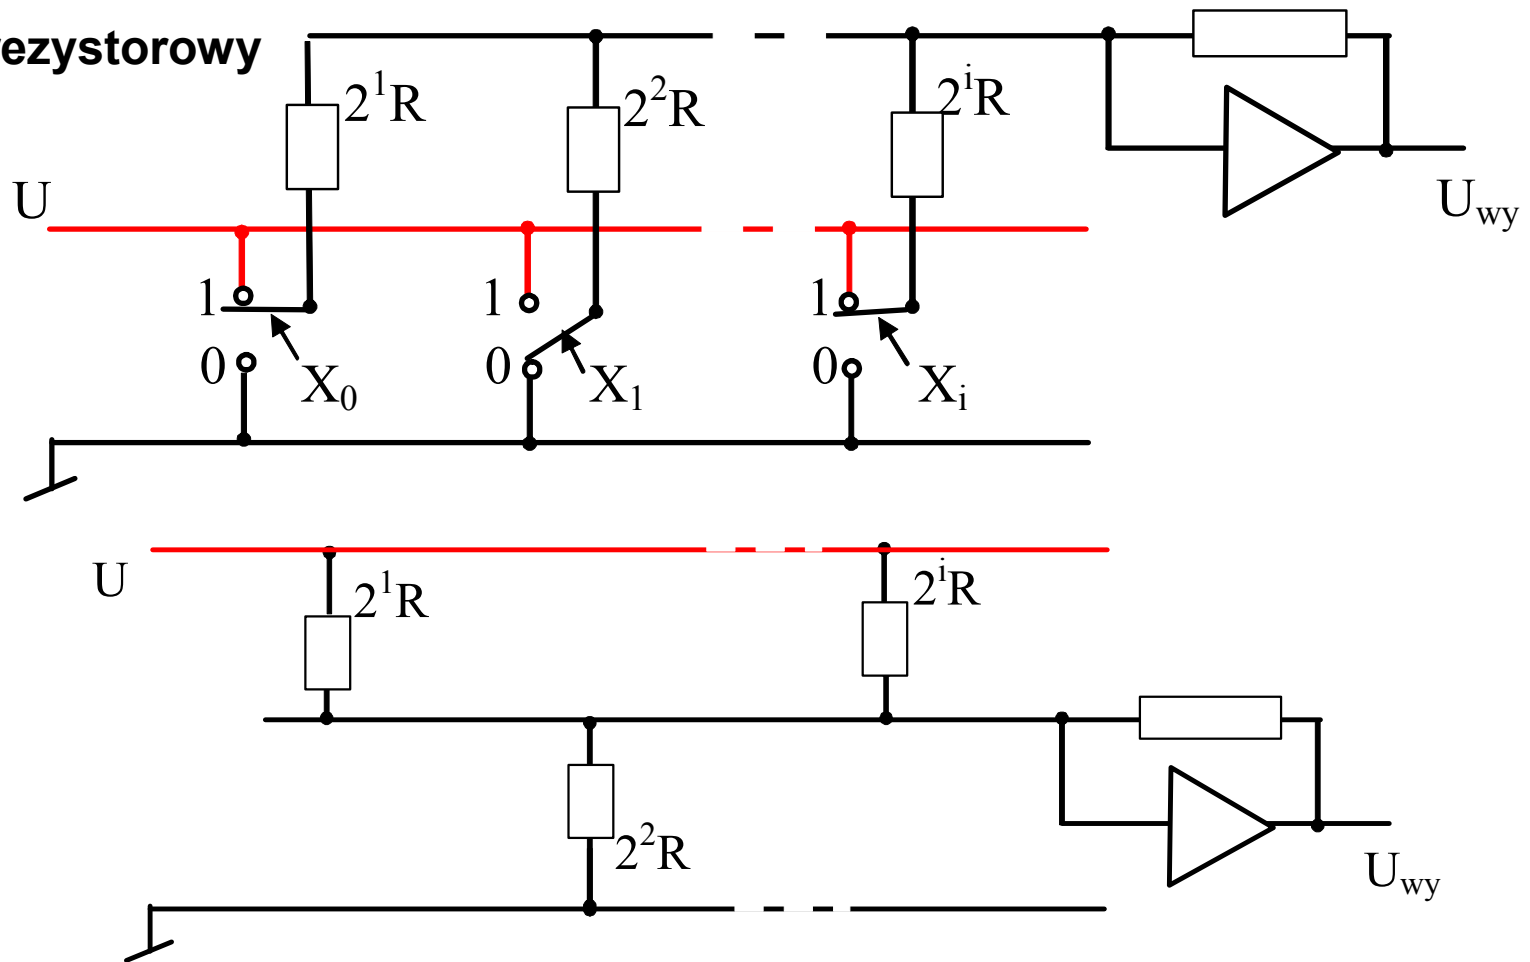 rezystorowy
2¹R 2²R 2ⁱR
U
U_wy
1 1 1
0 0 0
X₀ X₁ Xᵢ
U
2¹R 2ⁱR
2²R
U_wy